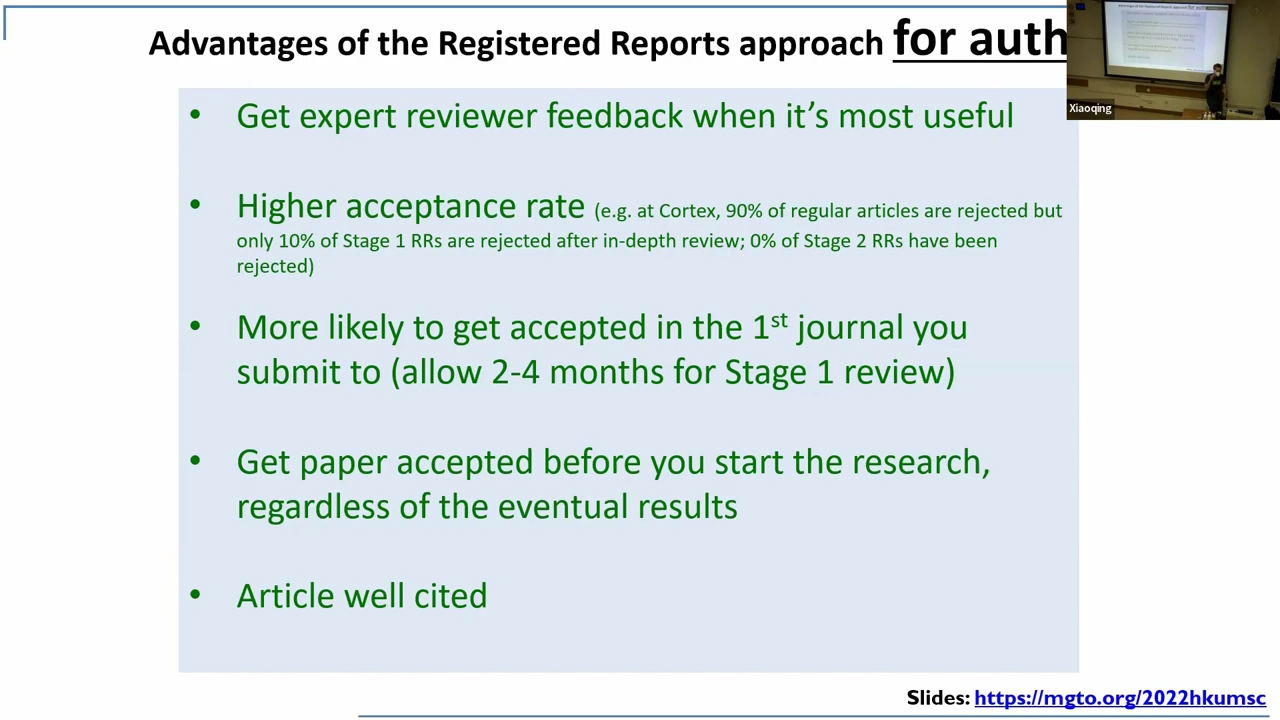 Advantages of the Registered Reports approach for auth
Xiaoqing
• Get expert reviewer feedback when it's most useful
• Higher acceptance rate (e.g. at Cortex, 90% of regular articles are rejected but
only 10% of Stage 1 RRs are rejected after in-depth review; 0% of Stage 2 RRs have been
rejected)
• More likely to get accepted in the 1st journal you
submit to (allow 2-4 months for Stage 1 review)
• Get paper accepted before you start the research,
regardless of the eventual results
• Article well cited
Slides: https://mgto.org/2022hkumsc